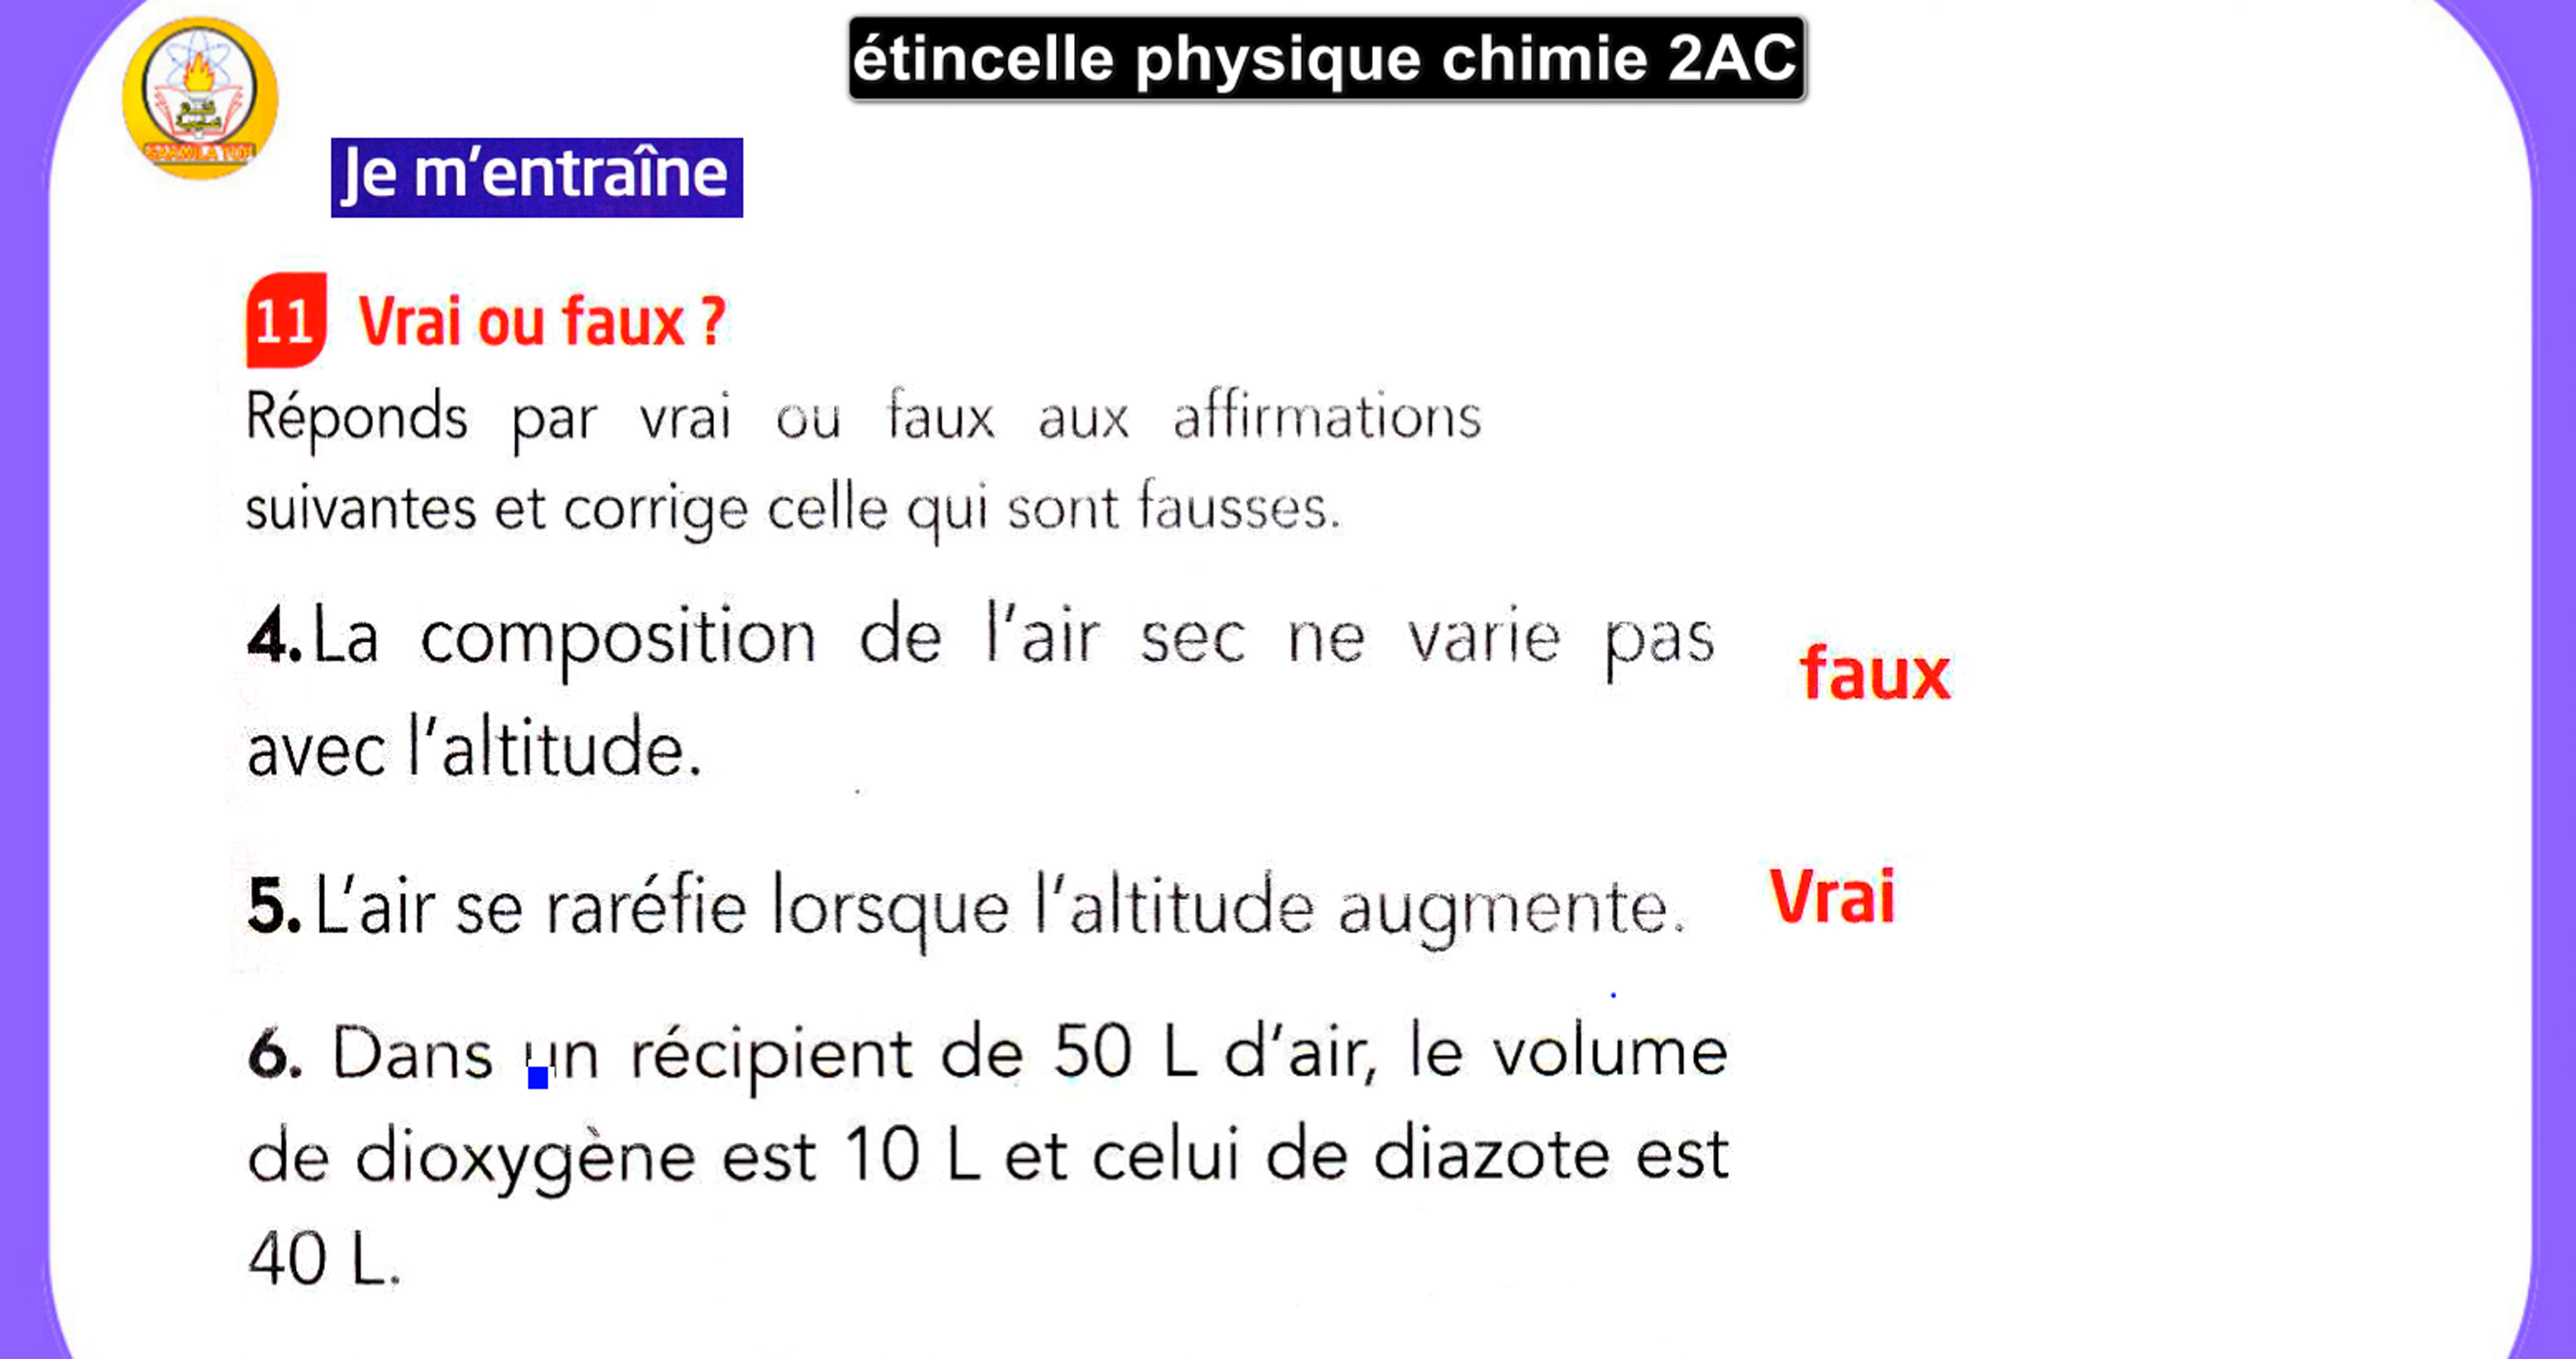 étincelle physique chimie 2AC
Je m'entraîne
11 Vrai ou faux ?
Réponds par vrai ou faux aux affirmations
suivantes et corrige celle qui sont fausses.
4. La composition de l'air sec ne varie pas
avec l'altitude.
faux
5. L'air se raréfie lorsque l'altitude augmente.
Vrai
6. Dans un récipient de 50 L d'air, le volume
de dioxygène est 10 L et celui de diazote est
40 L.